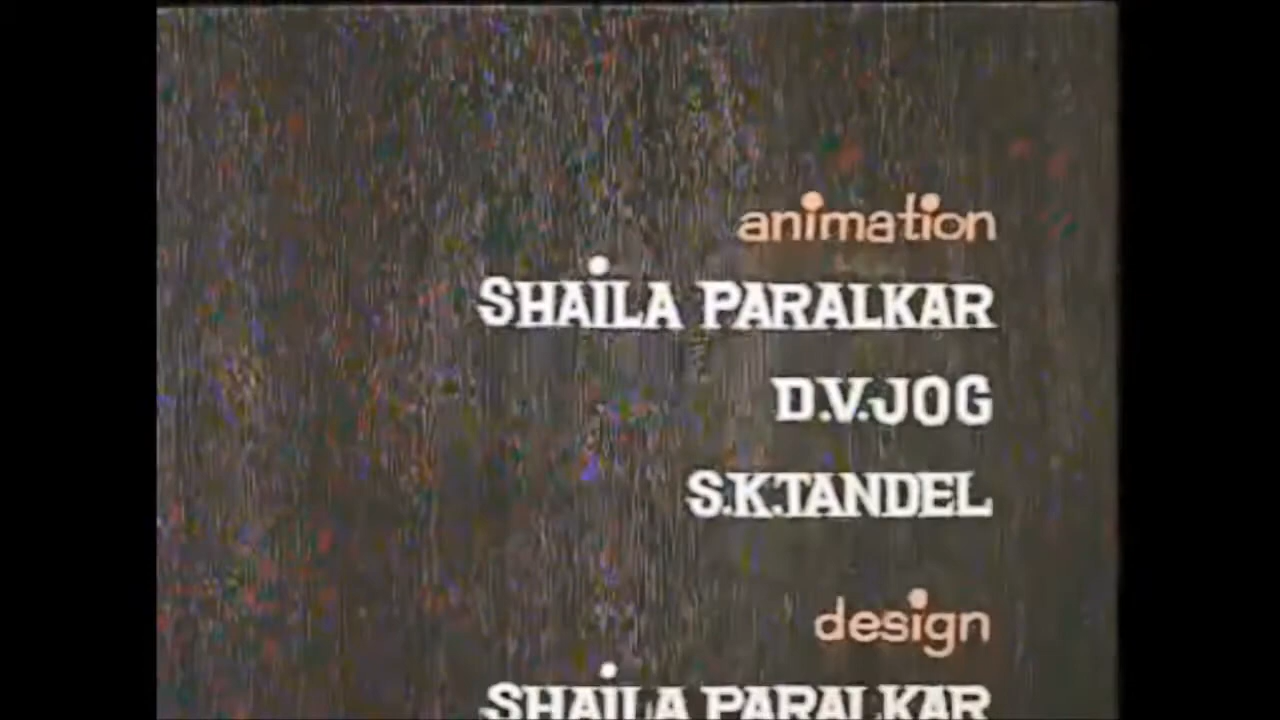 animation
SHAiLA PARALKAR
D.V.JOG
S.K.TANDEL
design
SHAiLA PARALKAR